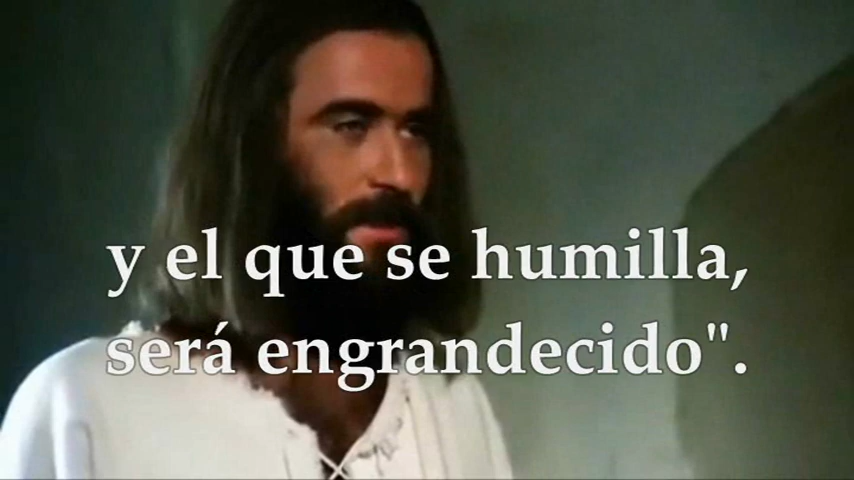 y el que se humilla,
será engrandecido".